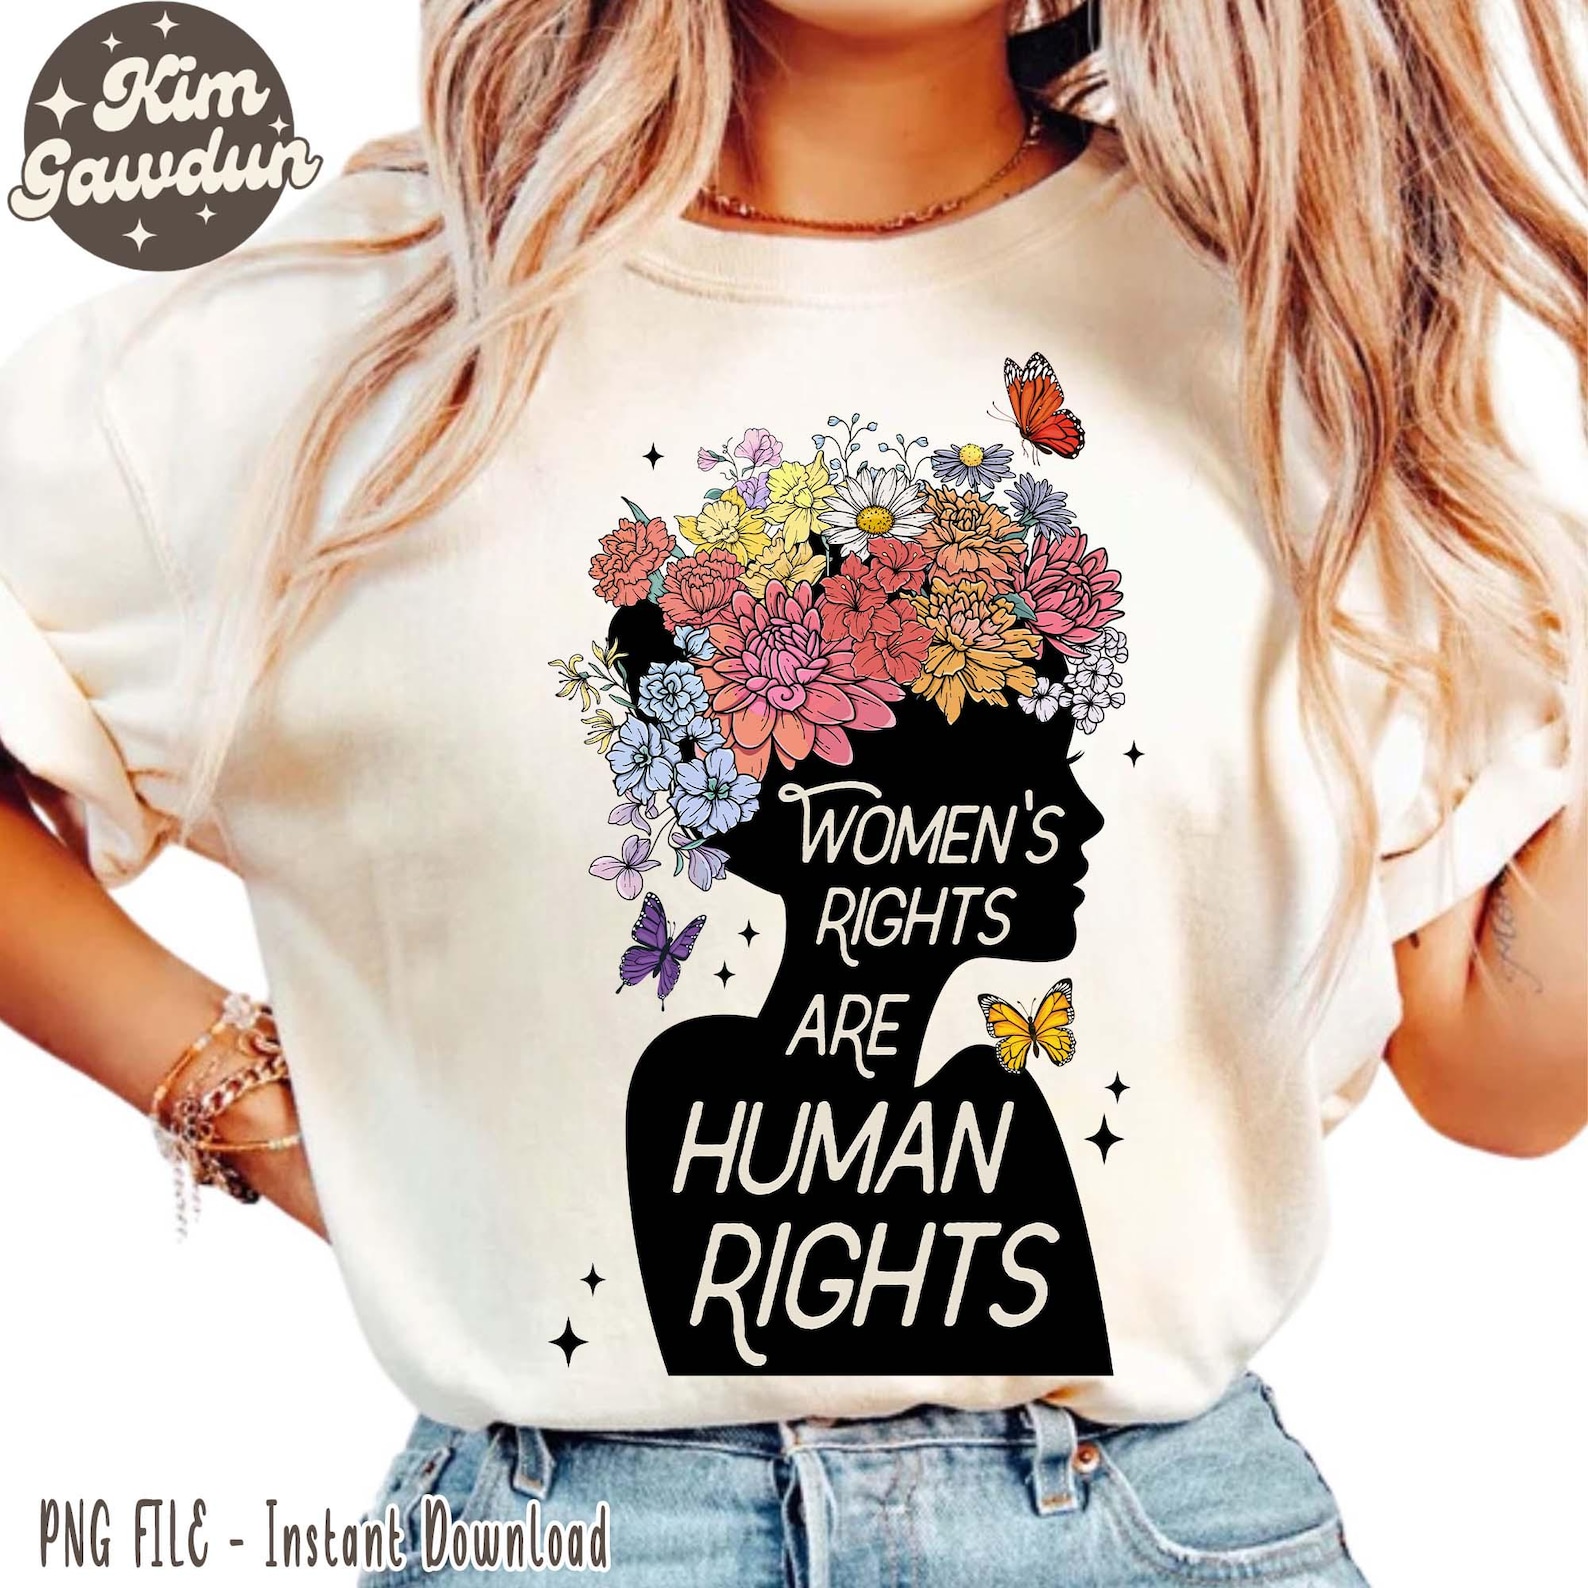 Kim
Gawdun
WOMEN'S
RIGHTS
ARE
HUMAN
RIGHTS
PNG FILE - Instant Download